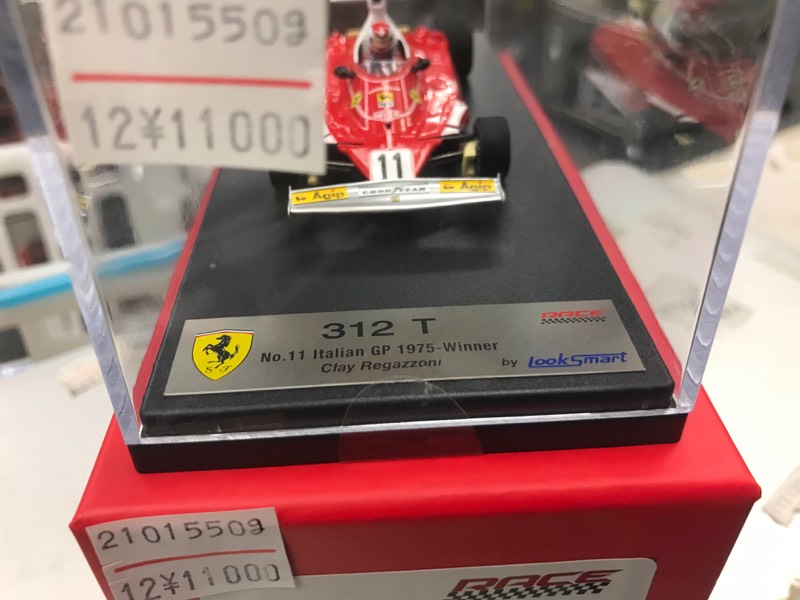 21015509
12¥11000
11
Agip GOODYEAR Agip
312 T
RACE
No.11 Italian GP 1975-Winner
Clay Regazzoni
by LookSmart
S F
21015509
12¥11000
RACE